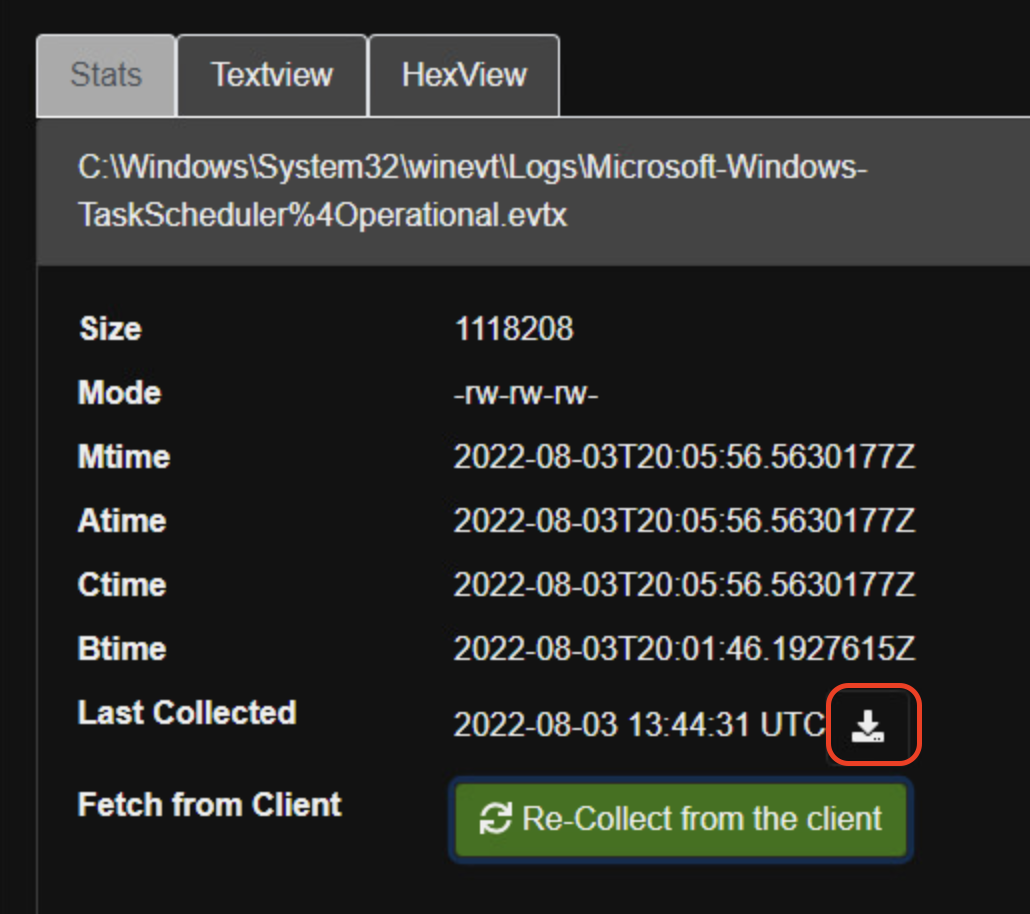 Stats Textview HexView
C:\Windows\System32\winevt\Logs\Microsoft-Windows-
TaskScheduler%4Operational.evtx
Size 1118208
Mode -rw-rw-rw-
Mtime 2022-08-03T20:05:56.5630177Z
Atime 2022-08-03T20:05:56.5630177Z
Ctime 2022-08-03T20:05:56.5630177Z
Btime 2022-08-03T20:01:46.1927615Z
Last Collected 2022-08-03 13:44:31 UTC
Fetch from Client Re-Collect from the client